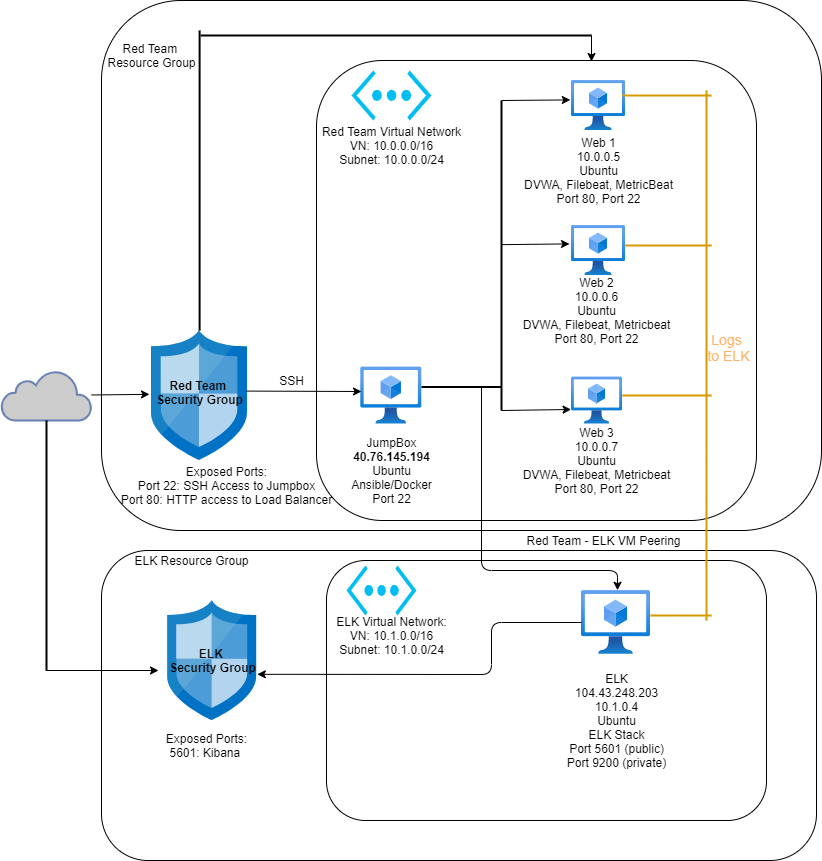 Red Team
Resource Group
Red Team Virtual Network
VN: 10.0.0.0/16
Subnet: 10.0.0.0/24
Web 1
10.0.0.5
Ubuntu
DVWA, Filebeat, MetricBeat
Port 80, Port 22
Web 2
10.0.0.6
Ubuntu
DVWA, Filebeat, Metricbeat
Port 80, Port 22
Logs
to ELK
Red Team
Security Group
SSH
JumpBox
40.76.145.194
Ubuntu
Ansible/Docker
Port 22
Web 3
10.0.0.7
Ubuntu
DVWA, Filebeat, Metricbeat
Port 80, Port 22
Exposed Ports:
Port 22: SSH Access to Jumpbox
Port 80: HTTP access to Load Balancer
Red Team - ELK VM Peering
ELK Resource Group
ELK Virtual Network:
VN: 10.1.0.0/16
Subnet: 10.1.0.0/24
ELK
Security Group
Exposed Ports:
5601: Kibana
ELK
104.43.248.203
10.1.0.4
Ubuntu
ELK Stack
Port 5601 (public)
Port 9200 (private)